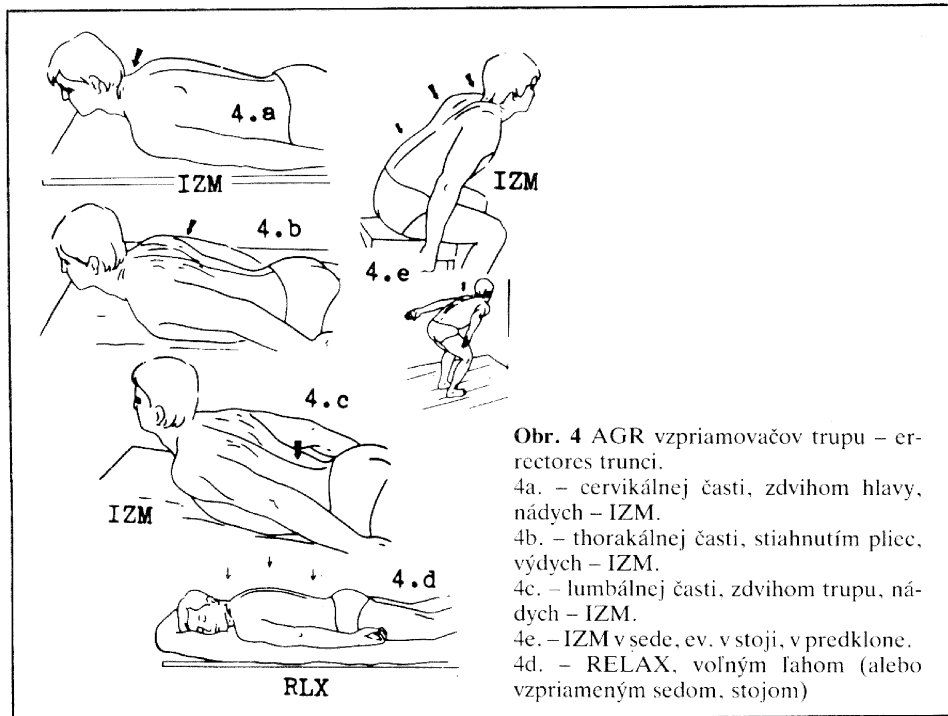 4.a
IZM
4.b
IZM
4.e
4.c
IZM
4.d
RLX
Obr. 4 AGR vzpriamovačov trupu – er-
rectores trunci.
4a. – cervikálnej časti, zdvihom hlavy,
nádych – IZM.
4b. – thorakálnej časti, stiahnutím pliec,
výdych – IZM.
4c. – lumbálnej časti, zdvihom trupu, ná-
dych – IZM.
4e. – IZM v sede, ev. v stoji, v predklone.
4d. – RELAX, voľným ľahom (alebo
vzpriameným sedom, stojom)